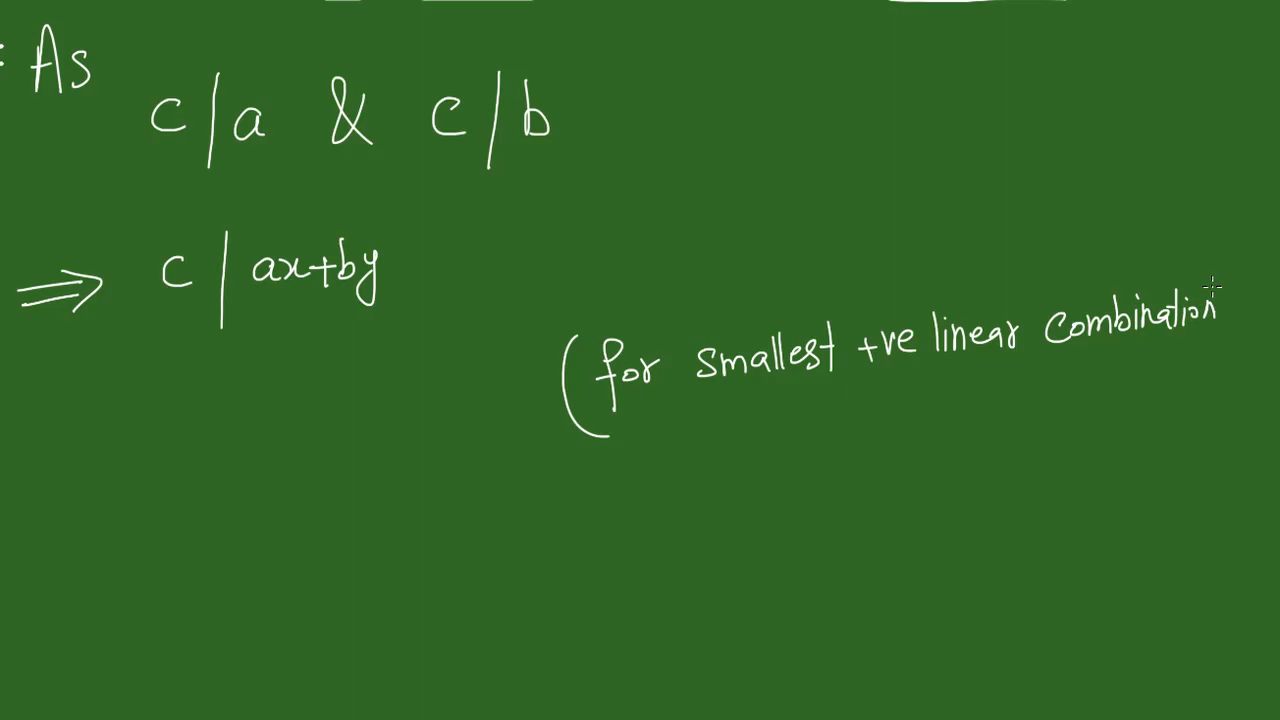 : As
c | a & c | b
⇒ c | ax+by
(for smallest +ve linear combination